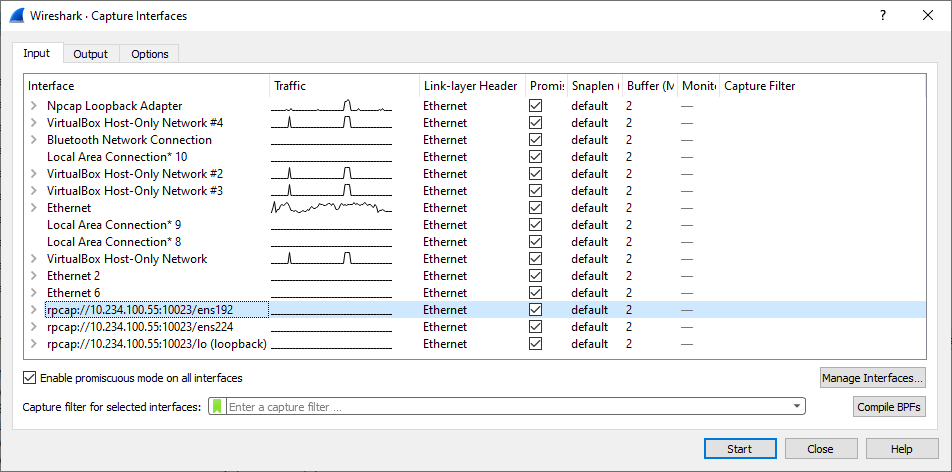 Wireshark · Capture Interfaces
Input Output Options
Interface Traffic Link-layer Header Promis Snaplen ( Buffer (M Monito Capture Filter
Npcap Loopback Adapter Ethernet default 2 —
VirtualBox Host-Only Network #4 Ethernet default 2 —
Bluetooth Network Connection Ethernet default 2 —
Local Area Connection* 10 Ethernet default 2 —
VirtualBox Host-Only Network #2 Ethernet default 2 —
VirtualBox Host-Only Network #3 Ethernet default 2 —
Ethernet Ethernet default 2 —
Local Area Connection* 9 Ethernet default 2 —
Local Area Connection* 8 Ethernet default 2 —
VirtualBox Host-Only Network Ethernet default 2 —
Ethernet 2 Ethernet default 2 —
Ethernet 6 Ethernet default 2 —
rpcap://10.234.100.55:10023/ens192 Ethernet default 2 —
rpcap://10.234.100.55:10023/ens224 Ethernet default 2 —
rpcap://10.234.100.55:10023/lo (loopback) Ethernet default 2 —
Enable promiscuous mode on all interfaces Manage Interfaces...
Capture filter for selected interfaces: Enter a capture filter ... Compile BPFs
Start Close Help